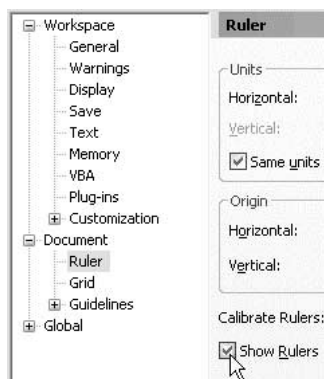 Workspace
General
Warnings
Display
Save
Text
Memory
VBA
Plug-ins
Customization
Document
Ruler
Grid
Guidelines
Global
Ruler
Units
Horizontal:
Vertical:
Same units
Origin
Horizontal:
Vertical:
Calibrate Rulers:
Show Rulers